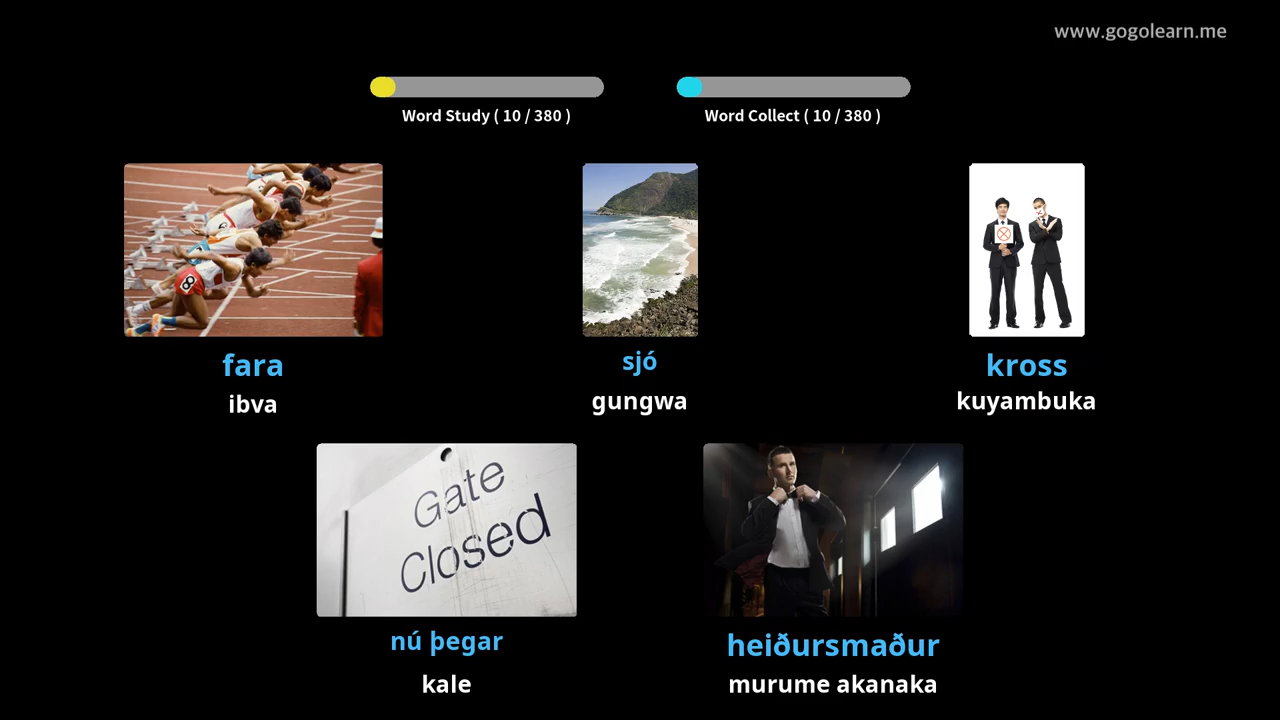 www.gogolearn.me
Word Study ( 10 / 380 )
Word Collect ( 10 / 380 )
8
fara
ibva
sjó
gungwa
kross
kuyambuka
Gate
Closed
nú þegar
kale
heiðursmaður
murume akanaka